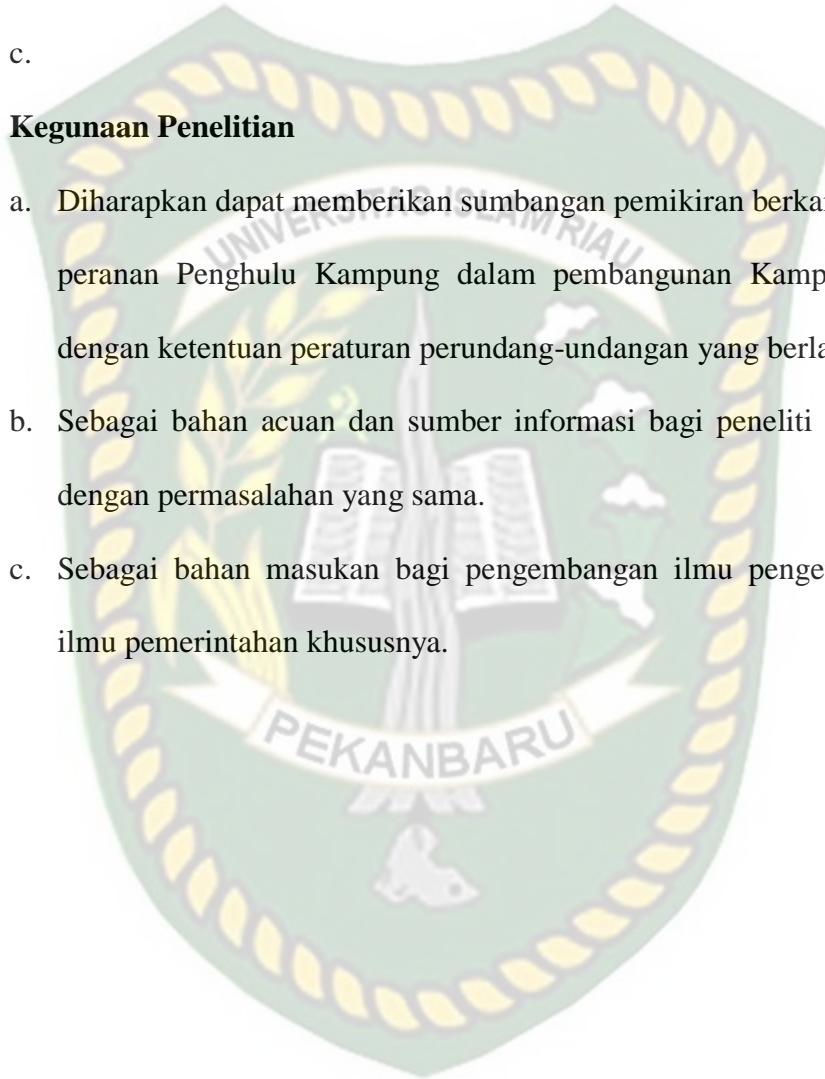 c.
Kegunaan Penelitian
a. Diharapkan dapat memberikan sumbangan pemikiran
peranan Penghulu Kampung dalam pembangunan
dengan ketentuan peraturan perundang-undangan yang
b. Sebagai bahan acuan dan sumber informasi bagi peneliti
dengan permasalahan yang sama.
c. Sebagai bahan masukan bagi pengembangan ilmu
ilmu pemerintahan khususnya.
UNIVERSITAS ISLAM RIAU
PEKANBARU